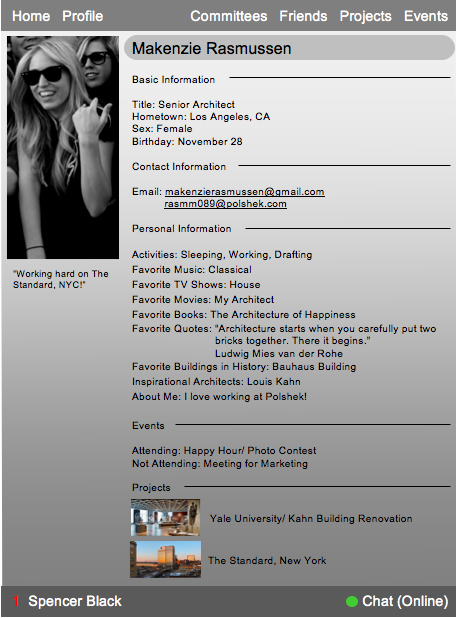 Home Profile Committees Friends Projects Events
Makenzie Rasmussen
Basic Information
Title: Senior Architect
Hometown: Los Angeles, CA
Sex: Female
Birthday: November 28
Contact Information
Email: makenzierasmussen@gmail.com
rasmm089@polshek.com
Personal Information
"Working hard on The
Standard, NYC!"
Activities: Sleeping, Working, Drafting
Favorite Music: Classical
Favorite TV Shows: House
Favorite Movies: My Architect
Favorite Books: The Architecture of Happiness
Favorite Quotes: "Architecture starts when you carefully put two
bricks together. There it begins."
Ludwig Mies van der Rohe
Favorite Buildings in History: Bauhaus Building
Inspirational Architects: Louis Kahn
About Me: I love working at Polshek!
Events
Attending: Happy Hour/ Photo Contest
Not Attending: Meeting for Marketing
Projects
Yale University/ Kahn Building Renovation
The Standard, New York
1 Spencer Black
Chat (Online)